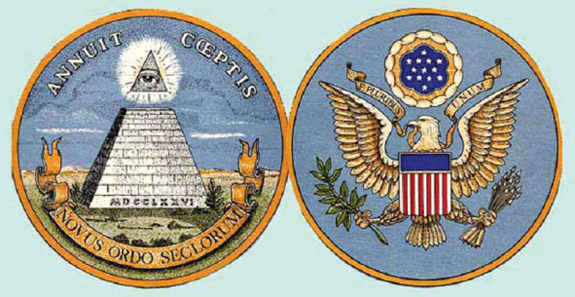 ANNUIT CŒPTIS
MDCCLXXVI
NOVUS ORDO SECLORUM
E PLURIBUS UNUM